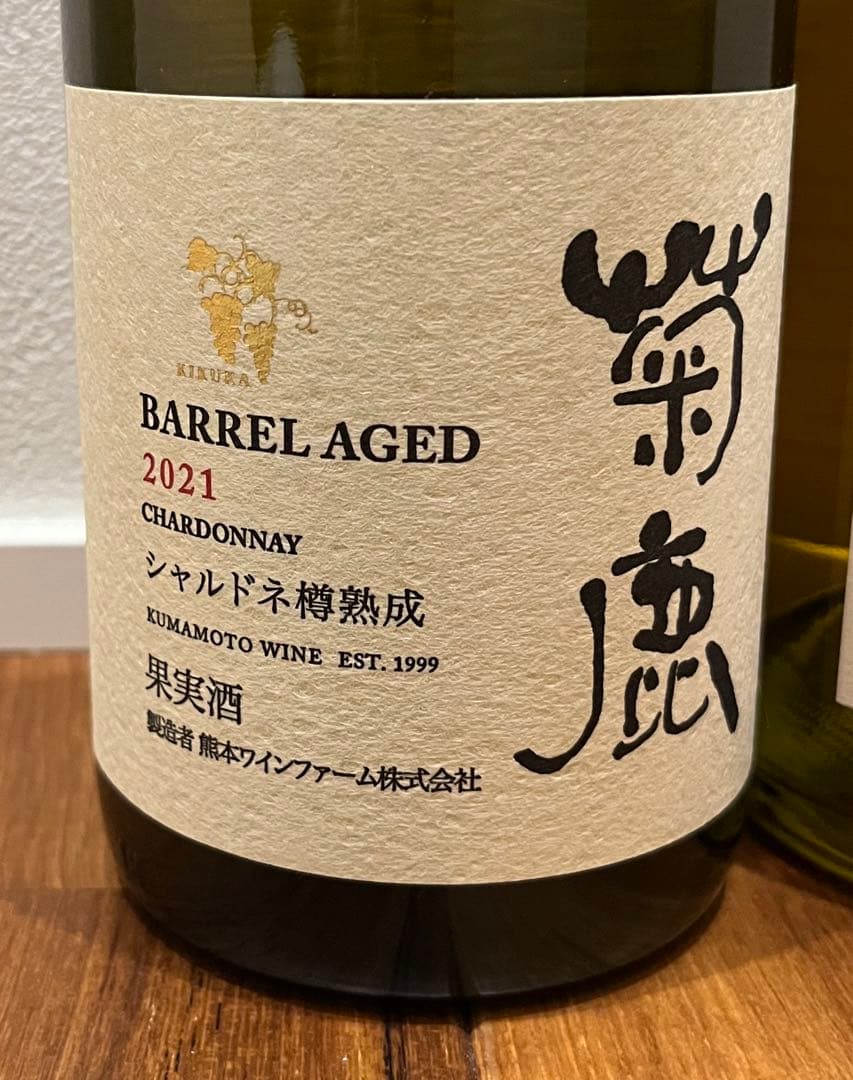 KIKUKA
BARREL AGED
2021
CHARDONNAY
シャルドネ樽熟成
KUMAMOTO WINE EST. 1999
果実酒
製造者 熊本ワインファーム株式会社
菊鹿